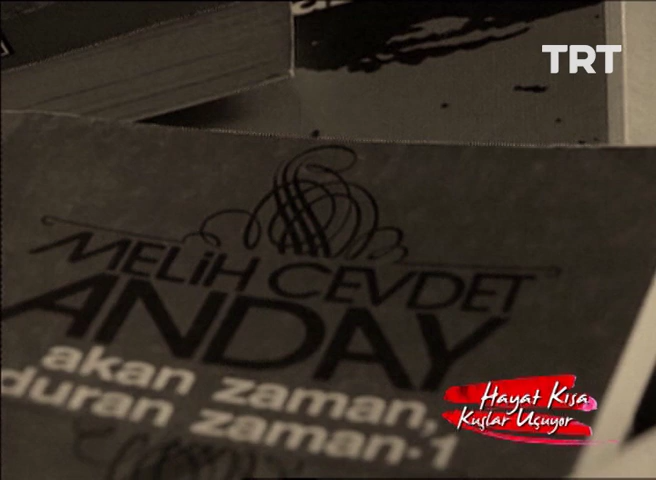 TRT
MELİH CEVDET
ANDAY
akan zaman,
duran zaman·1
Hayat Kısa
Kuşlar Uçuyor